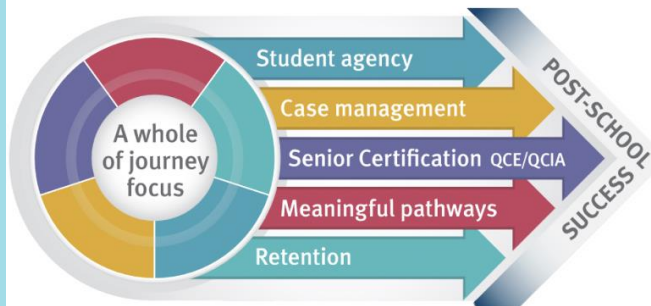 A whole
of journey
focus
Student agency
Case management
Senior Certification QCE/QCIA
Meaningful pathways
Retention
POST-SCHOOL
SUCCESS